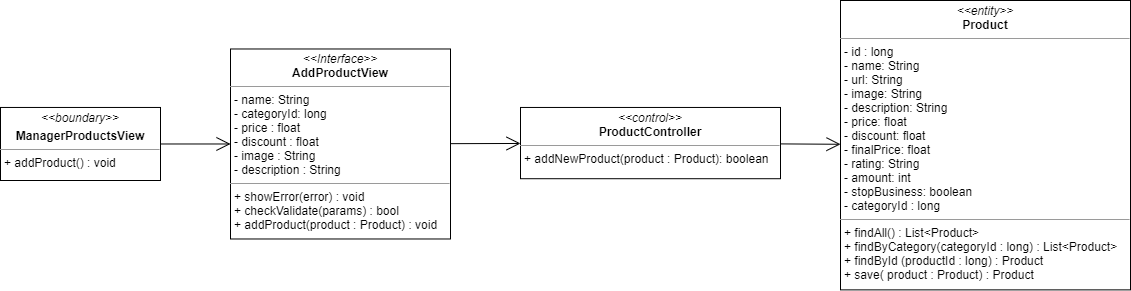 <<boundary>>
ManagerProductsView
+ addProduct() : void
<<Interface>>
AddProductView
- name: String
- categoryId: long
- price : float
- discount : float
- image : String
- description : String
+ showError(error) : void
+ checkValidate(params) : bool
+ addProduct(product : Product) : void
<<control>>
ProductController
+ addNewProduct(product : Product): boolean
<<entity>>
Product
- id : long
- name: String
- url: String
- image: String
- description: String
- price: float
- discount: float
- finalPrice: float
- rating: String
- amount: int
- stopBusiness: boolean
- categoryId : long
+ findAll() : List<Product>
+ findByCategory(categoryId : long) : List<Product>
+ findById (productId : long) : Product
+ save( product : Product) : Product